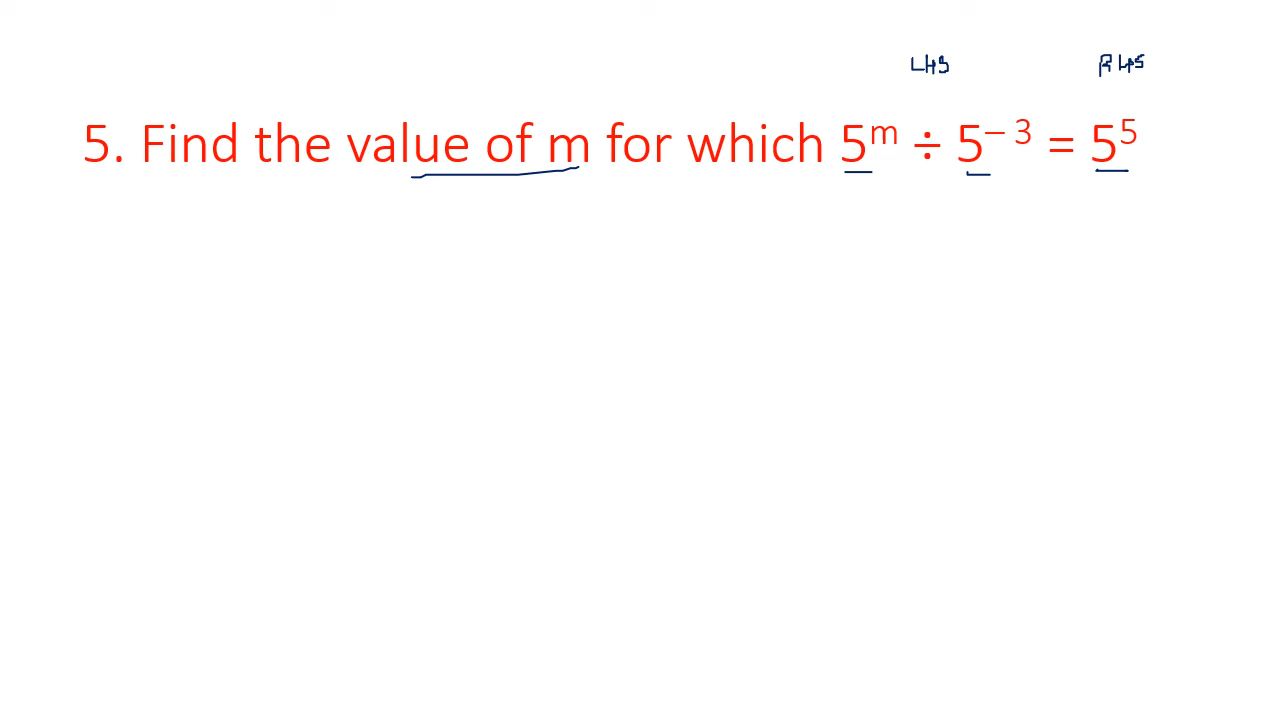 LHS RHS
5. Find the value of m for which 5ᵐ ÷ 5⁻ ³ = 5⁵